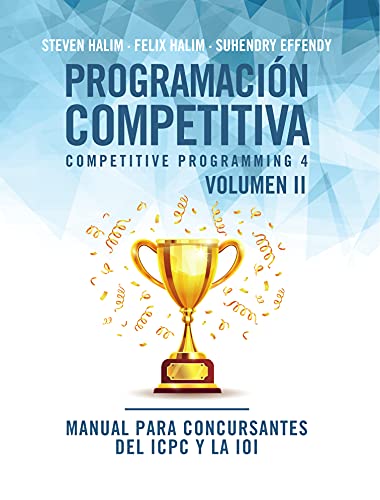 STEVEN HALIM · FELIX HALIM · SUHENDRY EFFENDY
PROGRAMACIÓN
COMPETITIVA
COMPETITIVE PROGRAMMING 4
VOLUMEN II
MANUAL PARA CONCURSANTES
DEL ICPC Y LA IOI